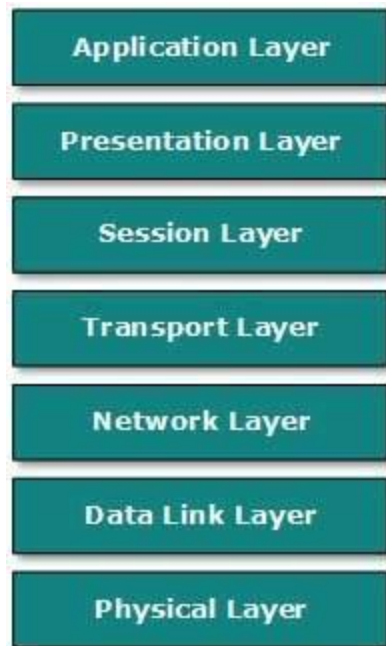 Application Layer
Presentation Layer
Session Layer
Transport Layer
Network Layer
Data Link Layer
Physical Layer